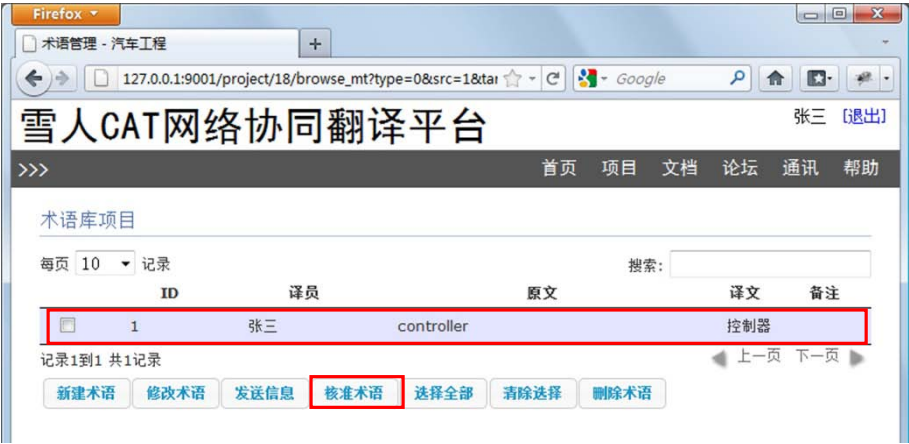 Firefox
术语管理 - 汽车工程
127.0.0.1:9001/project/18/browse_mt?type=0&src=1&tar Google
雪人CAT网络协同翻译平台 张三 [退出]
>>> 首页 项目 文档 论坛 通讯 帮助
术语库项目
每页 10 记录 搜索:
ID 译员 原文 译文 备注
1 张三 controller 控制器
记录1到1 共1记录 上一页 下一页
新建术语 修改术语 发送信息 核准术语 选择全部 清除选择 删除术语